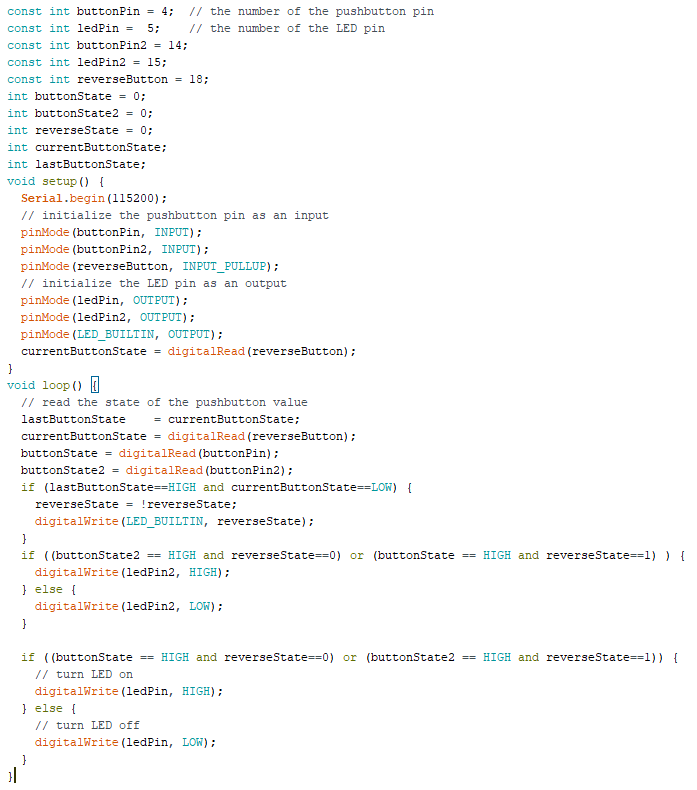 const int buttonPin = 4;  // the number of the pushbutton pin
const int ledPin =  5;    // the number of the LED pin
const int buttonPin2 = 14;
const int ledPin2 = 15;
const int reverseButton = 18;
int buttonState = 0;
int buttonState2 = 0;
int reverseState = 0;
int currentButtonState;
int lastButtonState;
void setup() {
  Serial.begin(115200);
  // initialize the pushbutton pin as an input
  pinMode(buttonPin, INPUT);
  pinMode(buttonPin2, INPUT);
  pinMode(reverseButton, INPUT_PULLUP);
  // initialize the LED pin as an output
  pinMode(ledPin, OUTPUT);
  pinMode(ledPin2, OUTPUT);
  pinMode(LED_BUILTIN, OUTPUT);
  currentButtonState = digitalRead(reverseButton);
}
void loop() {
  // read the state of the pushbutton value
  lastButtonState    = currentButtonState;
  currentButtonState = digitalRead(reverseButton);
  buttonState = digitalRead(buttonPin);
  buttonState2 = digitalRead(buttonPin2);
  if (lastButtonState==HIGH and currentButtonState==LOW) {
    reverseState = !reverseState;
    digitalWrite(LED_BUILTIN, reverseState);
  }
  if ((buttonState2 == HIGH and reverseState==0) or (buttonState == HIGH and reverseState==1) ) {
    digitalWrite(ledPin2, HIGH);
  } else {
    digitalWrite(ledPin2, LOW);
  }

  if ((buttonState == HIGH and reverseState==0) or (buttonState2 == HIGH and reverseState==1)) {
    // turn LED on
    digitalWrite(ledPin, HIGH);
  } else {
    // turn LED off
    digitalWrite(ledPin, LOW);
  }
}